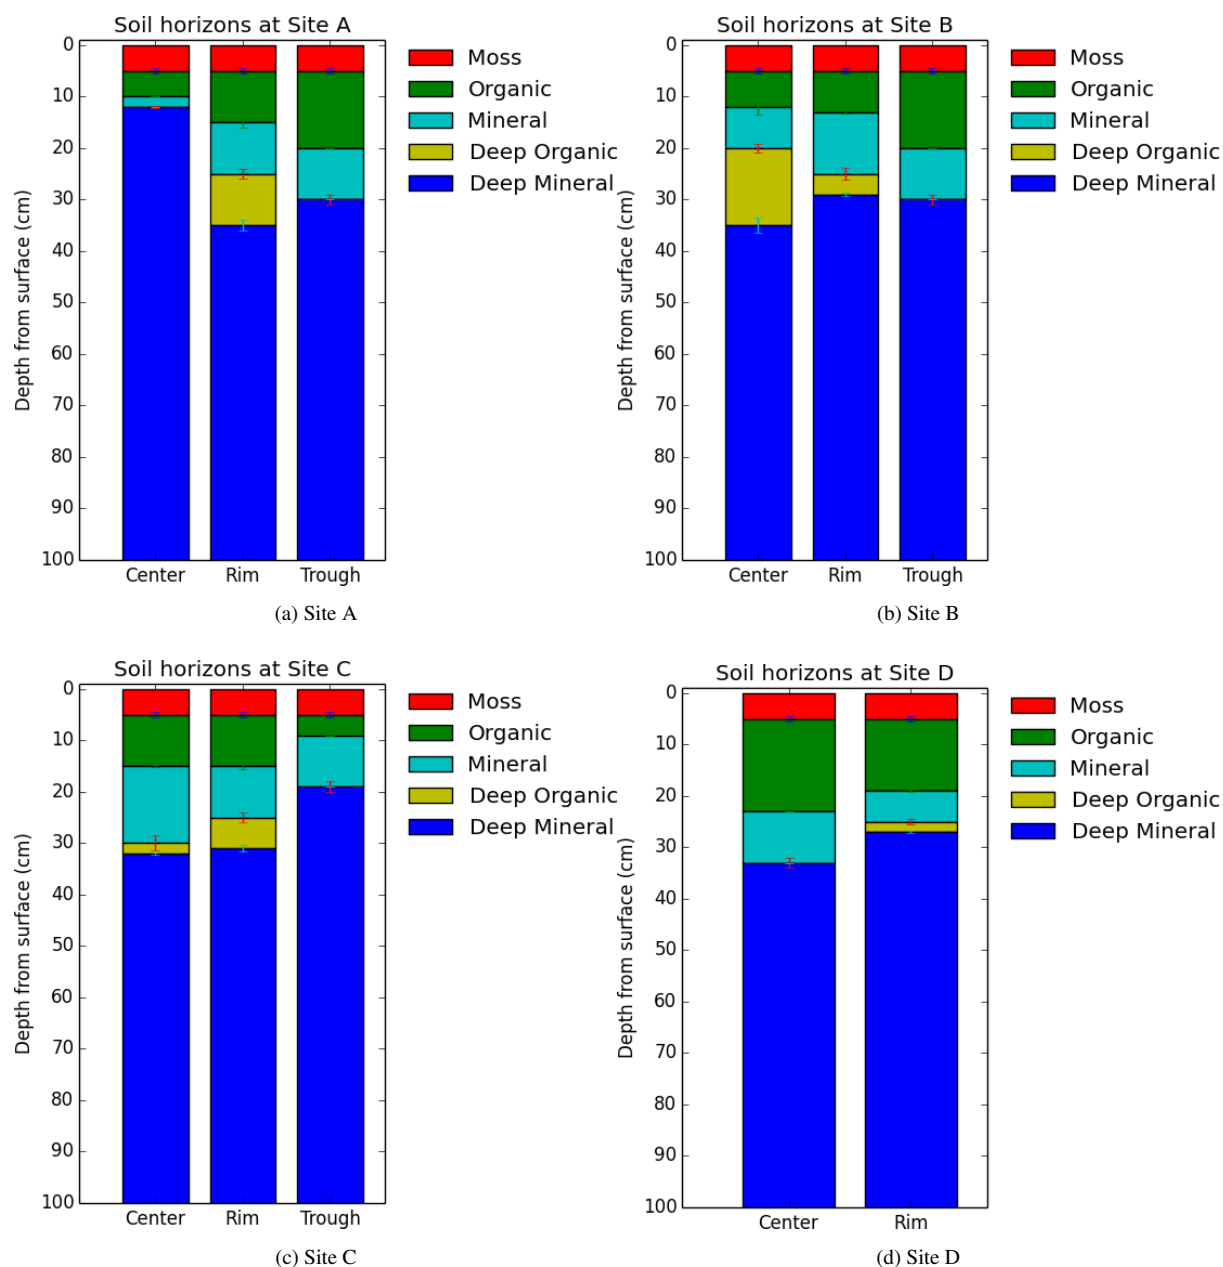 Soil horizons at Site A
Depth from surface (cm)
0
10
20
30
40
50
60
70
80
90
100
Center Rim Trough
Moss
Organic
Mineral
Deep Organic
Deep Mineral
(a) Site A
Soil horizons at Site B
Depth from surface (cm)
0
10
20
30
40
50
60
70
80
90
100
Center Rim Trough
Moss
Organic
Mineral
Deep Organic
Deep Mineral
(b) Site B
Soil horizons at Site C
Depth from surface (cm)
0
10
20
30
40
50
60
70
80
90
100
Center Rim Trough
Moss
Organic
Mineral
Deep Organic
Deep Mineral
(c) Site C
Soil horizons at Site D
Depth from surface (cm)
0
10
20
30
40
50
60
70
80
90
100
Center Rim
Moss
Organic
Mineral
Deep Organic
Deep Mineral
(d) Site D